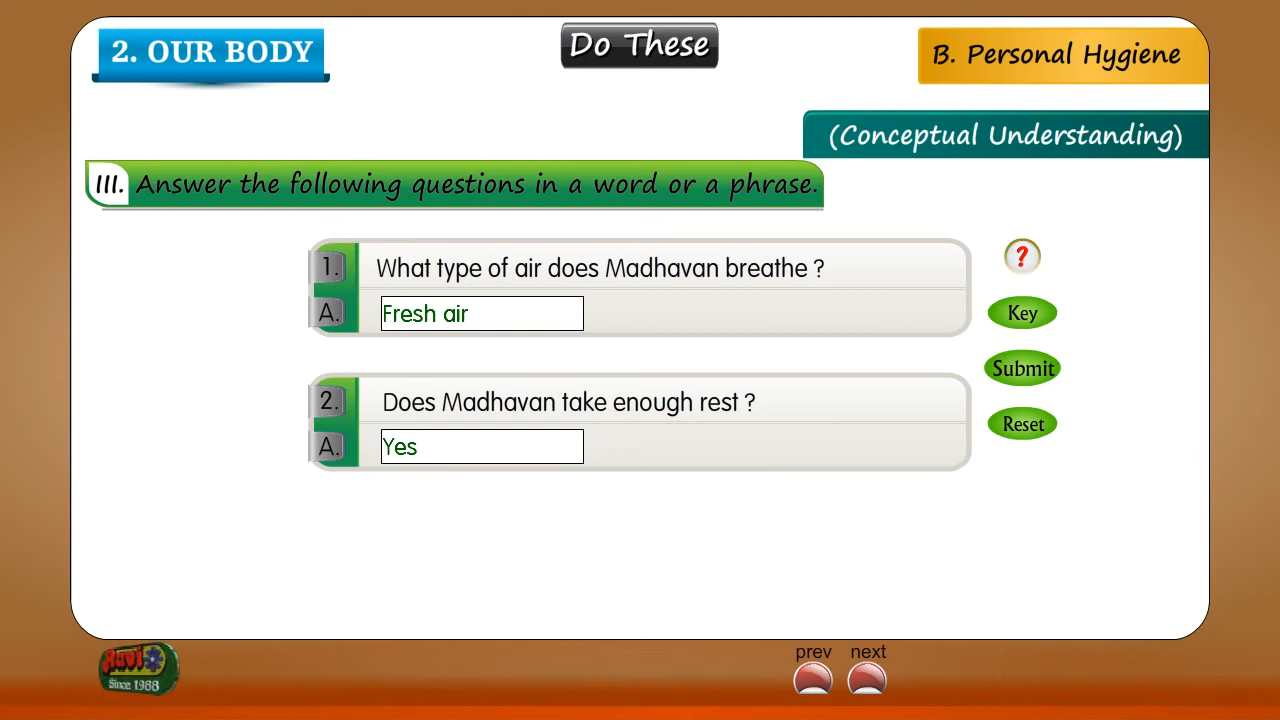 2. OUR BODY
Do These
B. Personal Hygiene
(Conceptual Understanding)
III. Answer the following questions in a word or a phrase.
1. What type of air does Madhavan breathe ?
A. Fresh air
2. Does Madhavan take enough rest ?
A. Yes
?
Key
Submit
Reset
Ravi
Since 1988
prev next